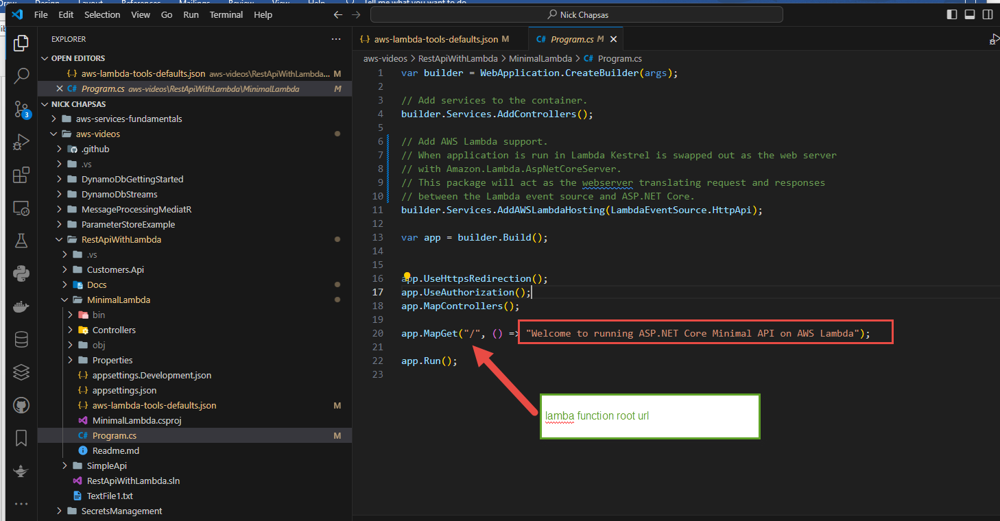 File Edit Selection View Go Run Terminal Help
Nick Chapsas
EXPLORER
OPEN EDITORS
aws-lambda-tools-defaults.json aws-videos\RestApiWithLambda... M
Program.cs aws-videos\RestApiWithLambda\MinimalLambda M
NICK CHAPSAS
aws-services-fundamentals
aws-videos
.github
.vs
DynamoDbGettingStarted
DynamoDbStreams
MessageProcessingMediatR
ParameterStoreExample
RestApiWithLambda
.vs
Customers.Api
Docs
MinimalLambda
bin
Controllers
obj
Properties
appsettings.Development.json
appsettings.json
aws-lambda-tools-defaults.json M
MinimalLambda.csproj
Program.cs M
Readme.md
SimpleApi
RestApiWithLambda.sln
TextFile1.txt
SecretsManagement
3
aws-lambda-tools-defaults.json M
Program.cs M
aws-videos > RestApiWithLambda > MinimalLambda > Program.cs
1 var builder = WebApplication.CreateBuilder(args);
2
3 // Add services to the container.
4 builder.Services.AddControllers();
5
6 // Add AWS Lambda support.
7 // When application is run in Lambda Kestrel is swapped out as the web server
8 // with Amazon.Lambda.AspNetCoreServer.
9 // This package will act as the webserver translating request and responses
10 // between the Lambda event source and ASP.NET Core.
11 builder.Services.AddAWSLambdaHosting(LambdaEventSource.HttpApi);
12
13 var app = builder.Build();
14
15
16 app.UseHttpsRedirection();
17 app.UseAuthorization();
18 app.MapControllers();
19
20 app.MapGet("/", () => "Welcome to running ASP.NET Core Minimal API on AWS Lambda");
21
22 app.Run();
23
lamba function root url